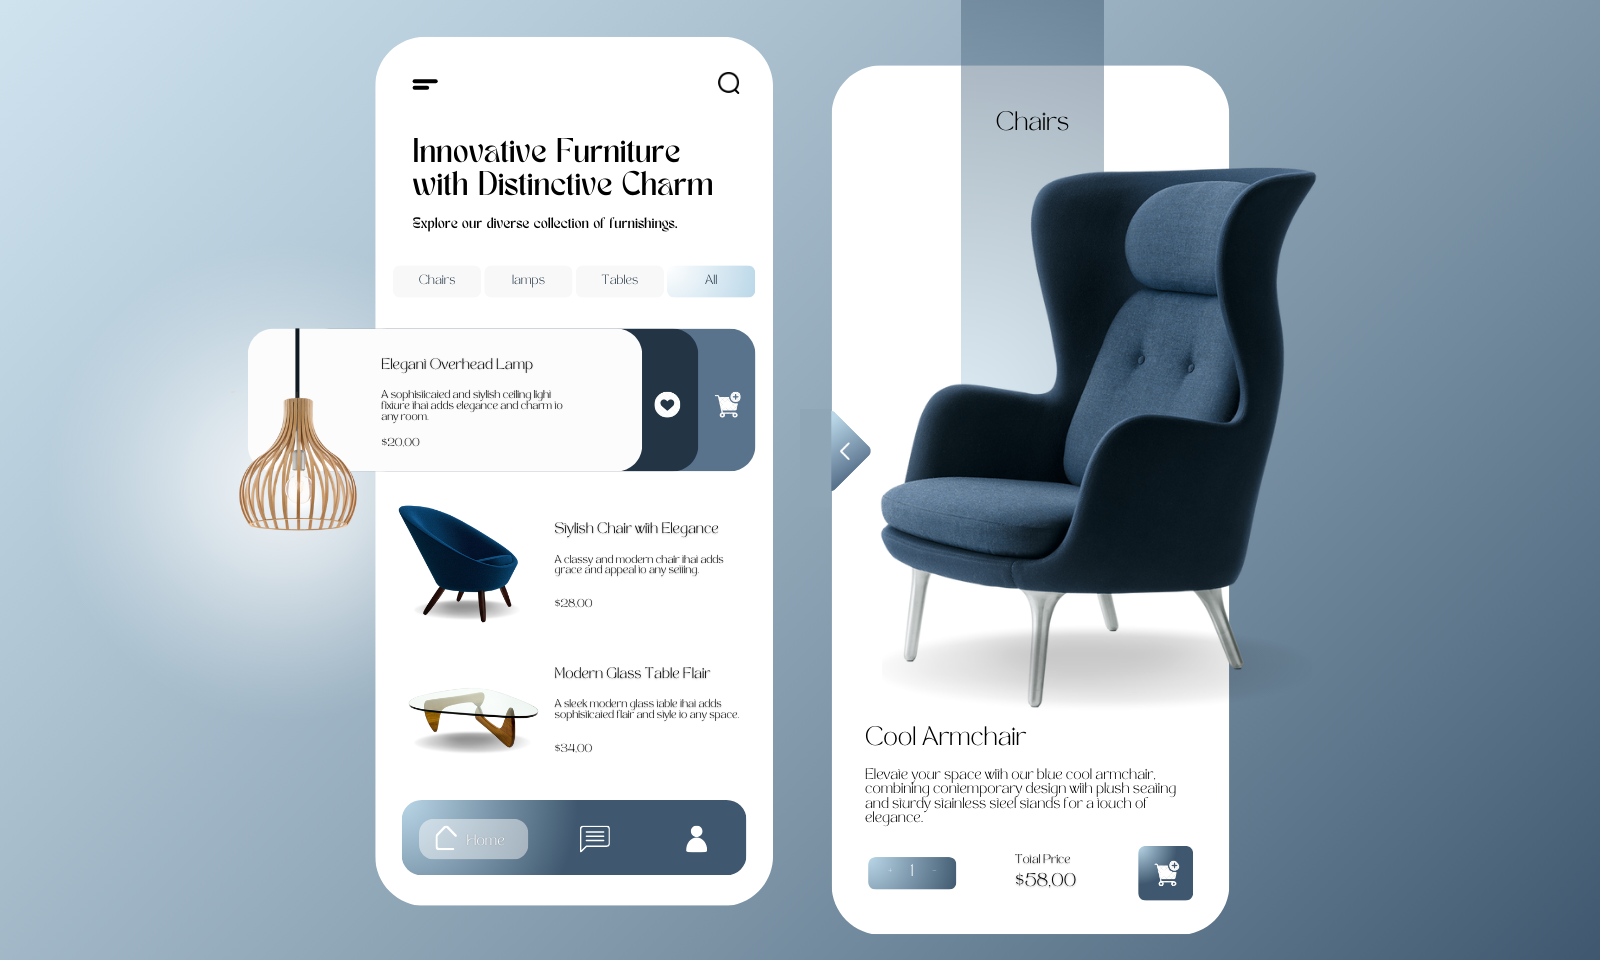 Innovative Furniture
with Distinctive Charm
Explore our diverse collection of furnishings.
Chairs
lamps
Tables
All
Elegant Overhead Lamp
A sophisticated and stylish ceiling light
fixture that adds elegance and charm to
any room.
$20.00
Stylish Chair with Elegance
A classy and modern chair that adds
grace and appeal to any setting.
$28.00
Modern Glass Table Flair
A sleek modern glass table that adds
sophisticated flair and style to any space.
$34.00
Home
Chairs
Cool Armchair
Elevate your space with our blue cool armchair,
combining contemporary design with plush seating
and sturdy stainless steel stands for a touch of
elegance.
1
Total Price
$58.00